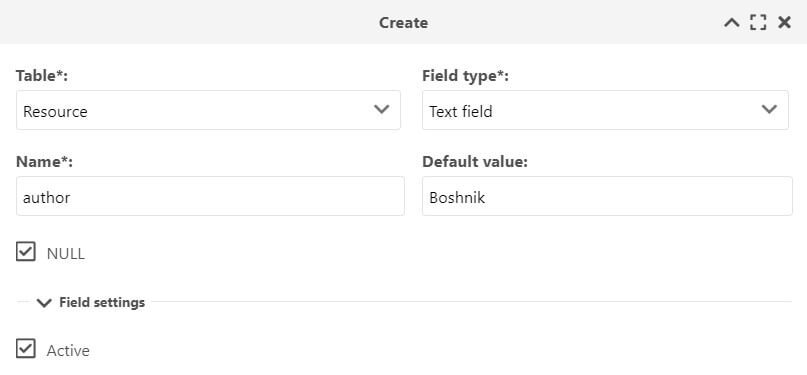 Create
Table*: Field type*:
Resource Text field
Name*: Default value:
author Boshnik
NULL
Field settings
Active